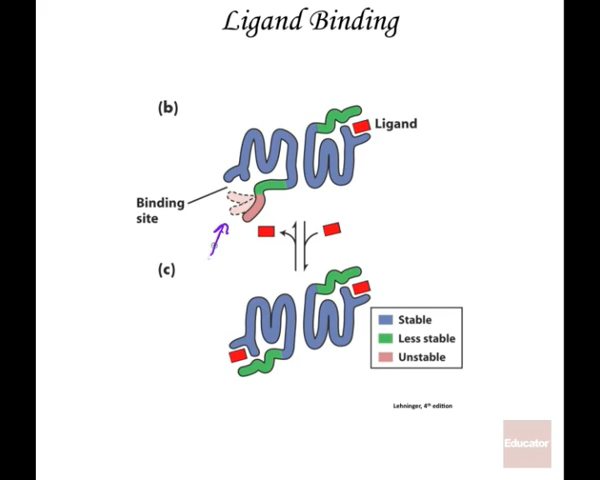 Ligand Binding
(b)
Ligand
Binding
site
(c)
Stable
Less stable
Unstable
Lehninger, 4th edition
Educator